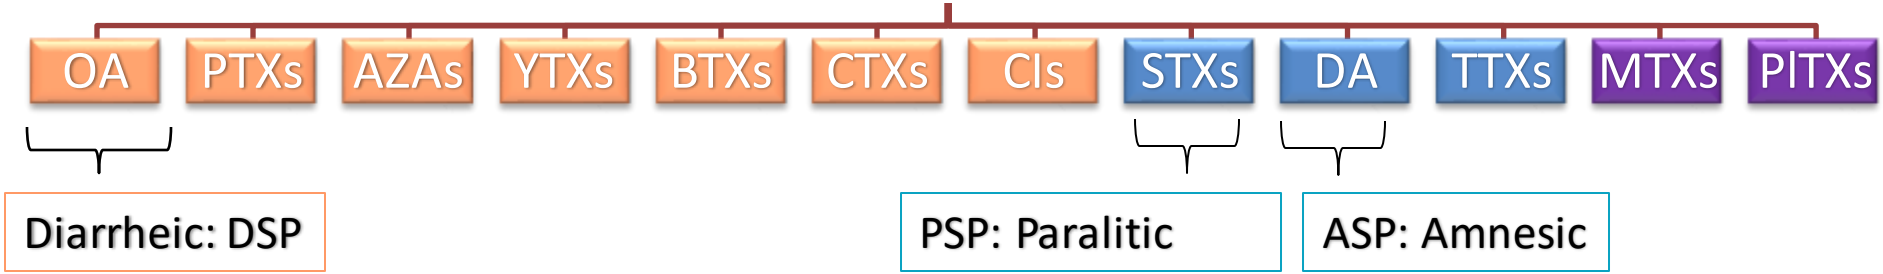 OA PTXs AZAs YTXs BTXs CTXs CIs STXs DA TTXs MTXs PlTXs
Diarrheic: DSP PSP: Paralitic ASP: Amnesic